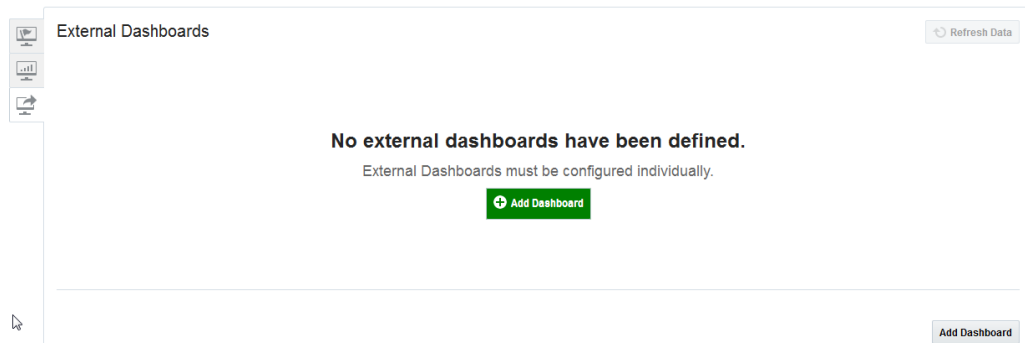 External Dashboards
Refresh Data
No external dashboards have been defined.
External Dashboards must be configured individually.
Add Dashboard
Add Dashboard